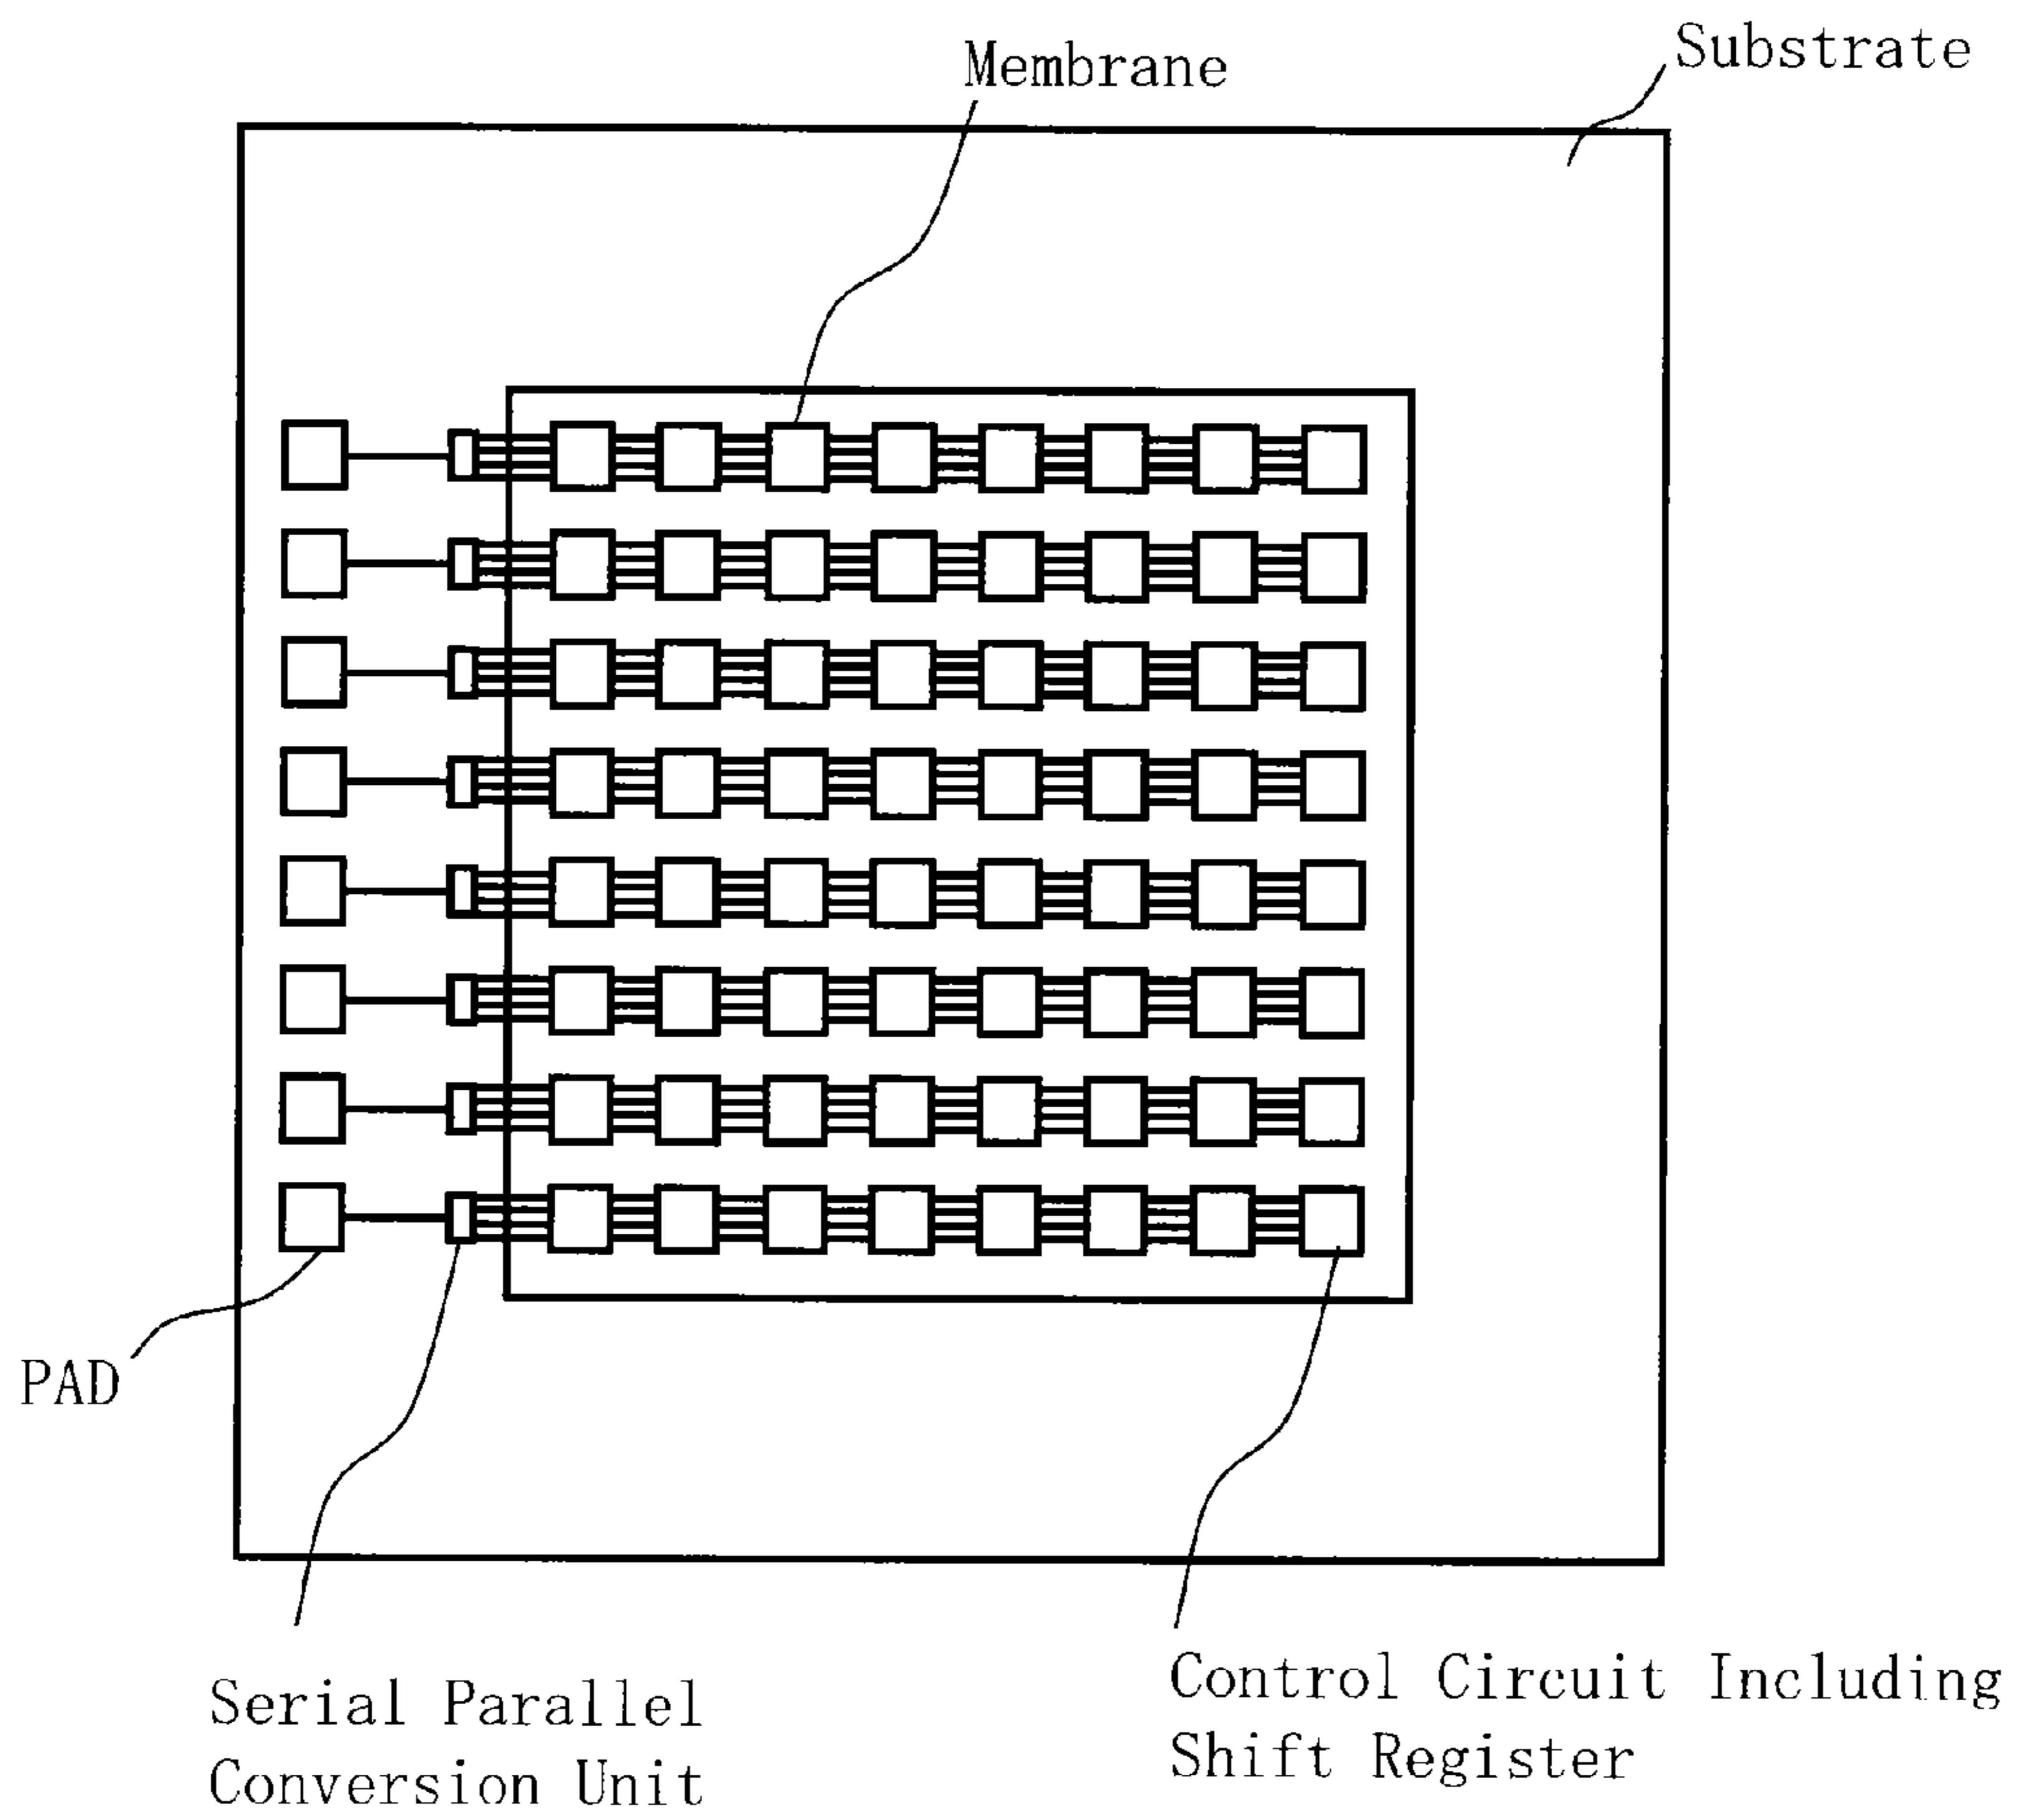 Substrate
Membrane
PAD
Serial Parallel
Conversion Unit
Control Circuit Including
Shift Register